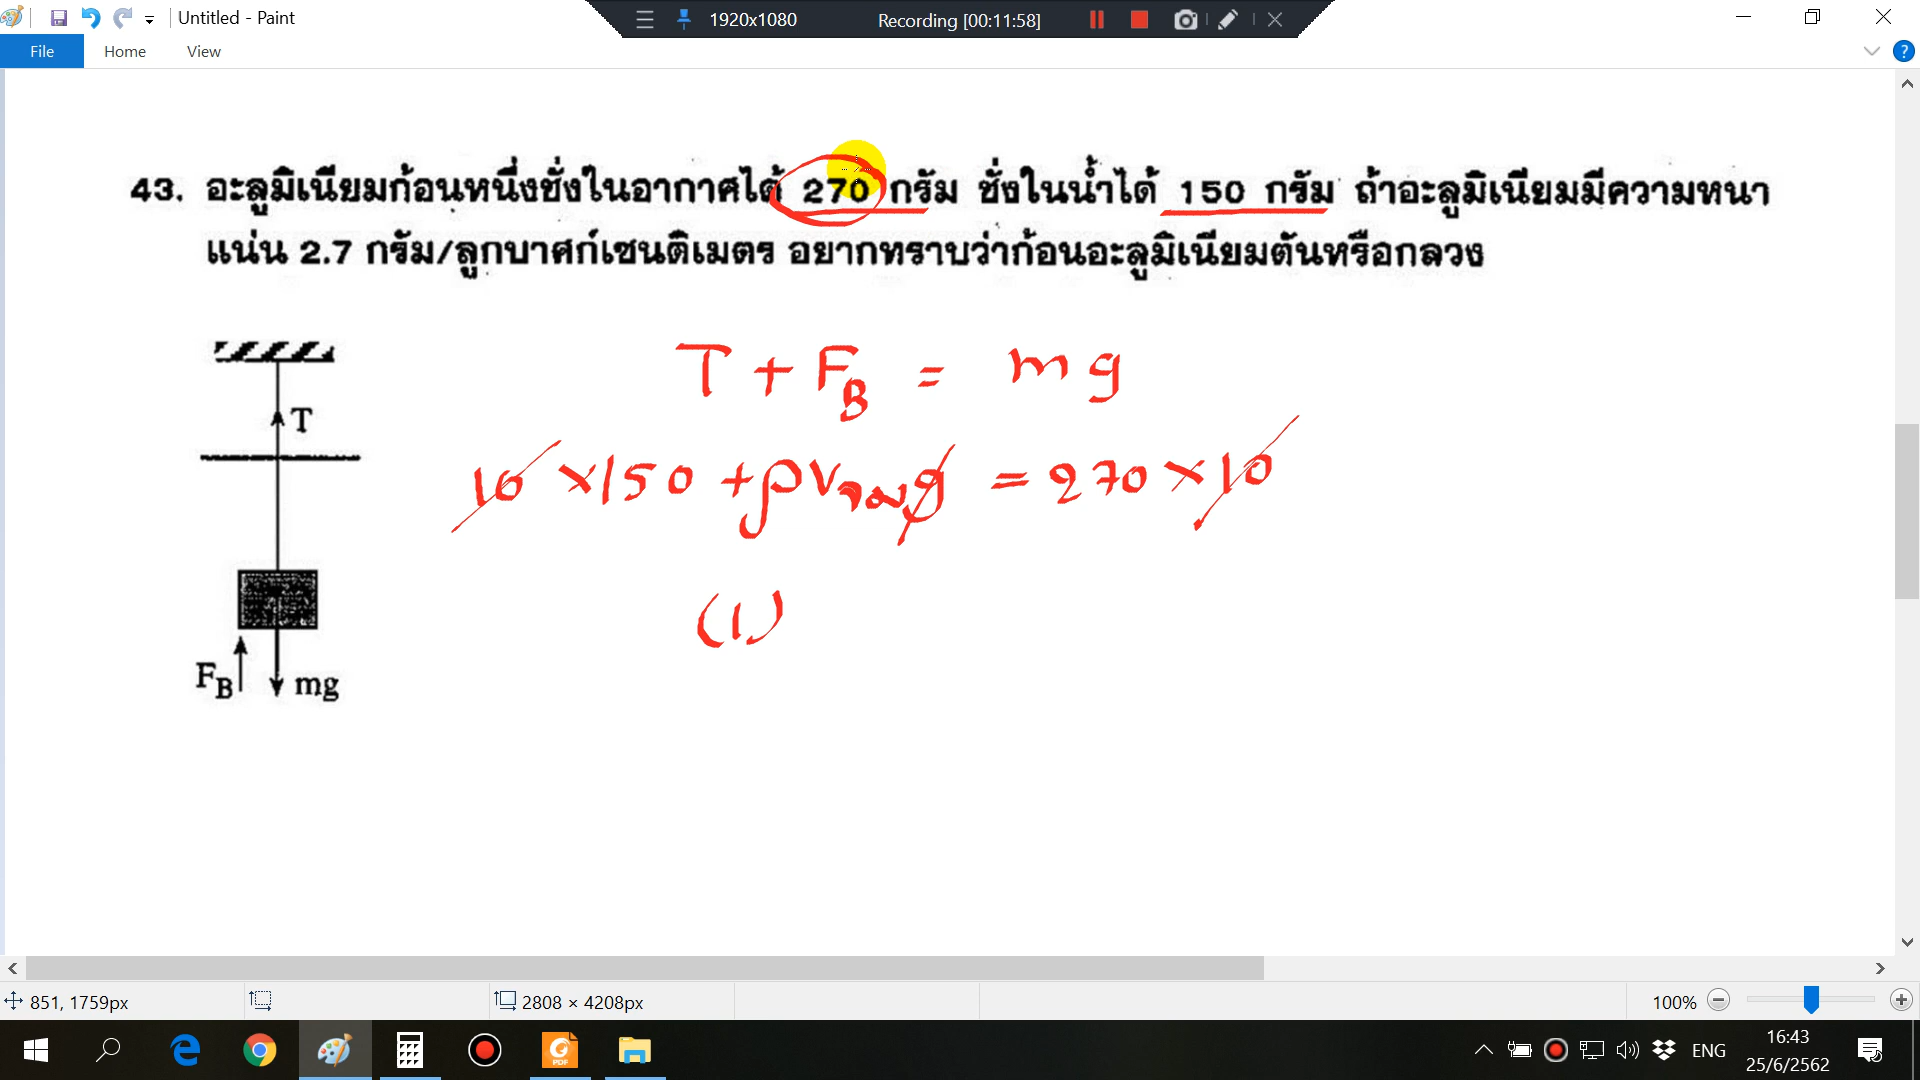 Untitled - Paint
1920x1080
Recording [00:11:58]
File
Home
View
43. อะลูมิเนียมก้อนหนึ่งชั่งในอากาศได้ 270 กรัม ชั่งในน้ำได้ 150 กรัม ถ้าอะลูมิเนียมมีความหนา
แน่น 2.7 กรัม/ลูกบาศก์เซนติเมตร อยากทราบว่าก้อนอะลูมิเนียมตันหรือกลวง
T + F_B = mg
T
10 × 150 + ρVจมg = 270 × 10
(1)
F_B
mg
851, 1759px
2808 × 4208px
100%
ENG
16:43
25/6/2562